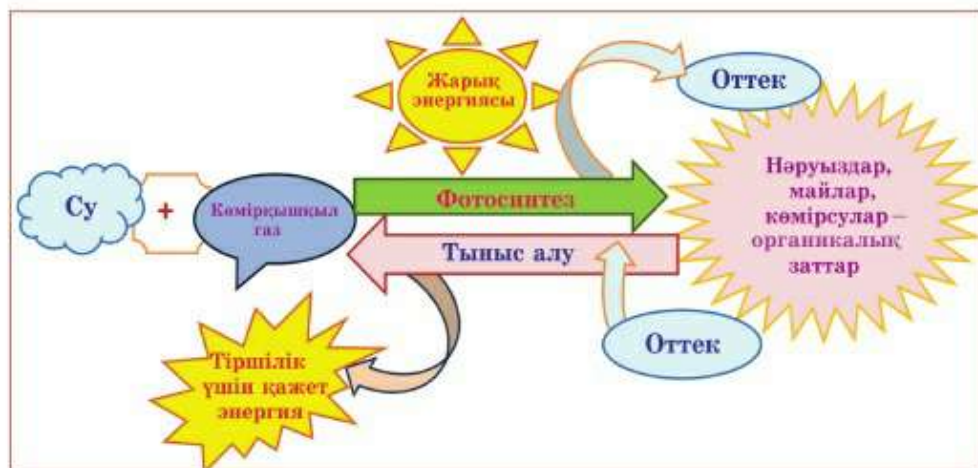 Жарық
энергиясы
Оттек
Су
+
Көмірқышқыл
газ
Фотосинтез
Нәруыздар,
майлар,
көмірсулар –
органикалық
заттар
Тыныс алу
Оттек
Тіршілік
үшін қажет
энергия